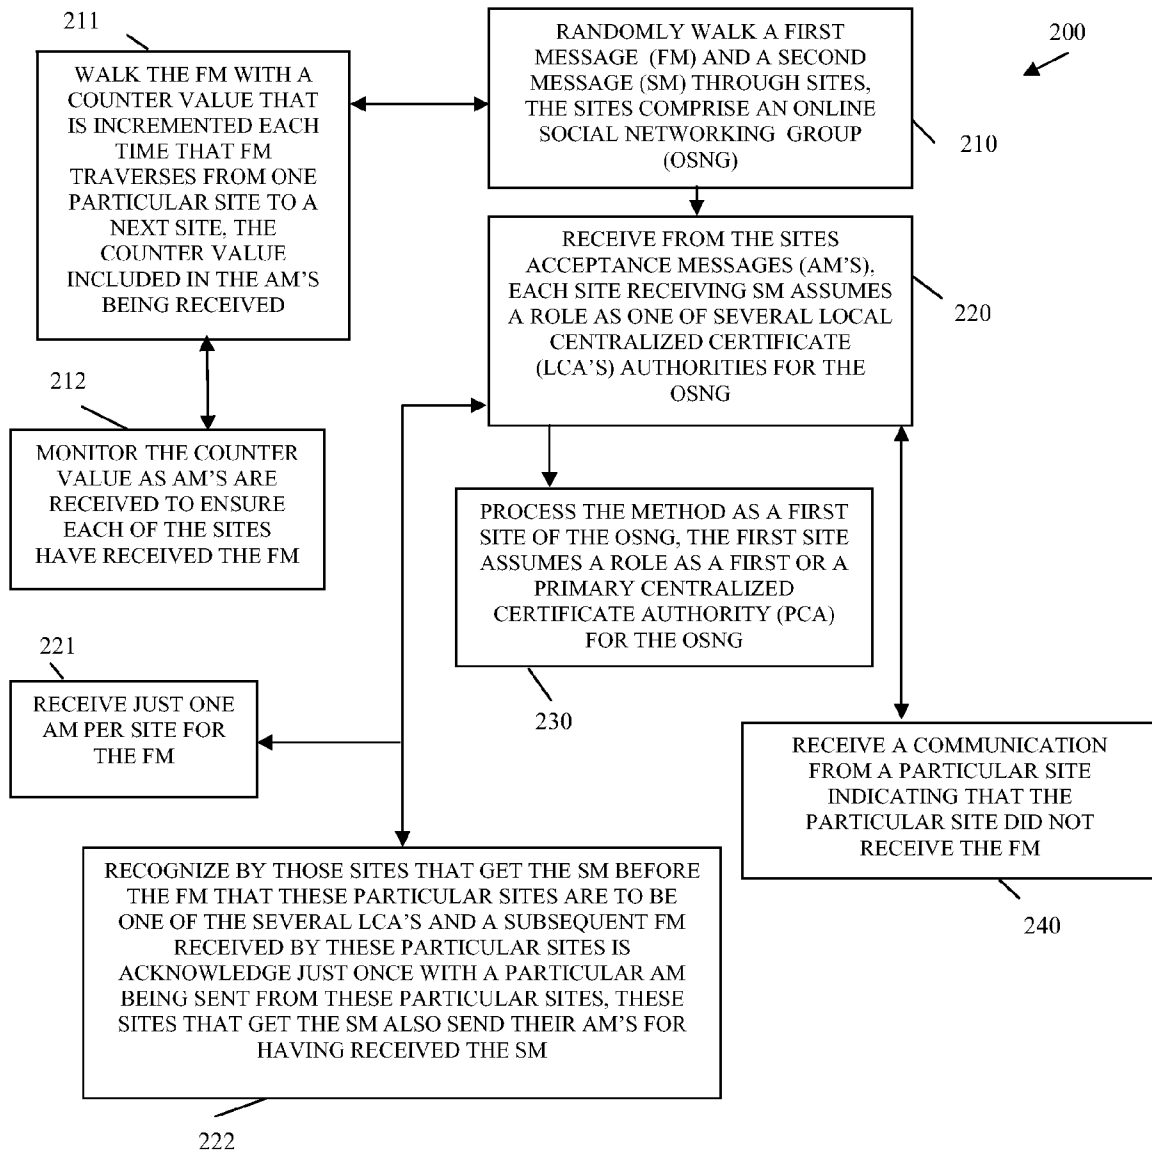 211
WALK THE FM WITH A
COUNTER VALUE THAT
IS INCREMENTED EACH
TIME THAT FM
TRAVERSES FROM ONE
PARTICULAR SITE TO A
NEXT SITE, THE
COUNTER VALUE
INCLUDED IN THE AM'S
BEING RECEIVED
RANDOMLY WALK A FIRST
MESSAGE (FM) AND A SECOND
MESSAGE (SM) THROUGH SITES,
THE SITES COMPRISE AN ONLINE
SOCIAL NETWORKING GROUP
(OSNG)
200
210
RECEIVE FROM THE SITES
ACCEPTANCE MESSAGES (AM'S),
EACH SITE RECEIVING SM ASSUMES
A ROLE AS ONE OF SEVERAL LOCAL
CENTRALIZED CERTIFICATE
(LCA'S) AUTHORITIES FOR THE
OSNG
220
212
MONITOR THE COUNTER
VALUE AS AM'S ARE
RECEIVED TO ENSURE
EACH OF THE SITES
HAVE RECEIVED THE FM
PROCESS THE METHOD AS A FIRST
SITE OF THE OSNG, THE FIRST SITE
ASSUMES A ROLE AS A FIRST OR A
PRIMARY CENTRALIZED
CERTIFICATE AUTHORITY (PCA)
FOR THE OSNG
230
221
RECEIVE JUST ONE
AM PER SITE FOR
THE FM
RECEIVE A COMMUNICATION
FROM A PARTICULAR SITE
INDICATING THAT THE
PARTICULAR SITE DID NOT
RECEIVE THE FM
240
RECOGNIZE BY THOSE SITES THAT GET THE SM BEFORE
THE FM THAT THESE PARTICULAR SITES ARE TO BE
ONE OF THE SEVERAL LCA'S AND A SUBSEQUENT FM
RECEIVED BY THESE PARTICULAR SITES IS
ACKNOWLEDGE JUST ONCE WITH A PARTICULAR AM
BEING SENT FROM THESE PARTICULAR SITES, THESE
SITES THAT GET THE SM ALSO SEND THEIR AM'S FOR
HAVING RECEIVED THE SM
222